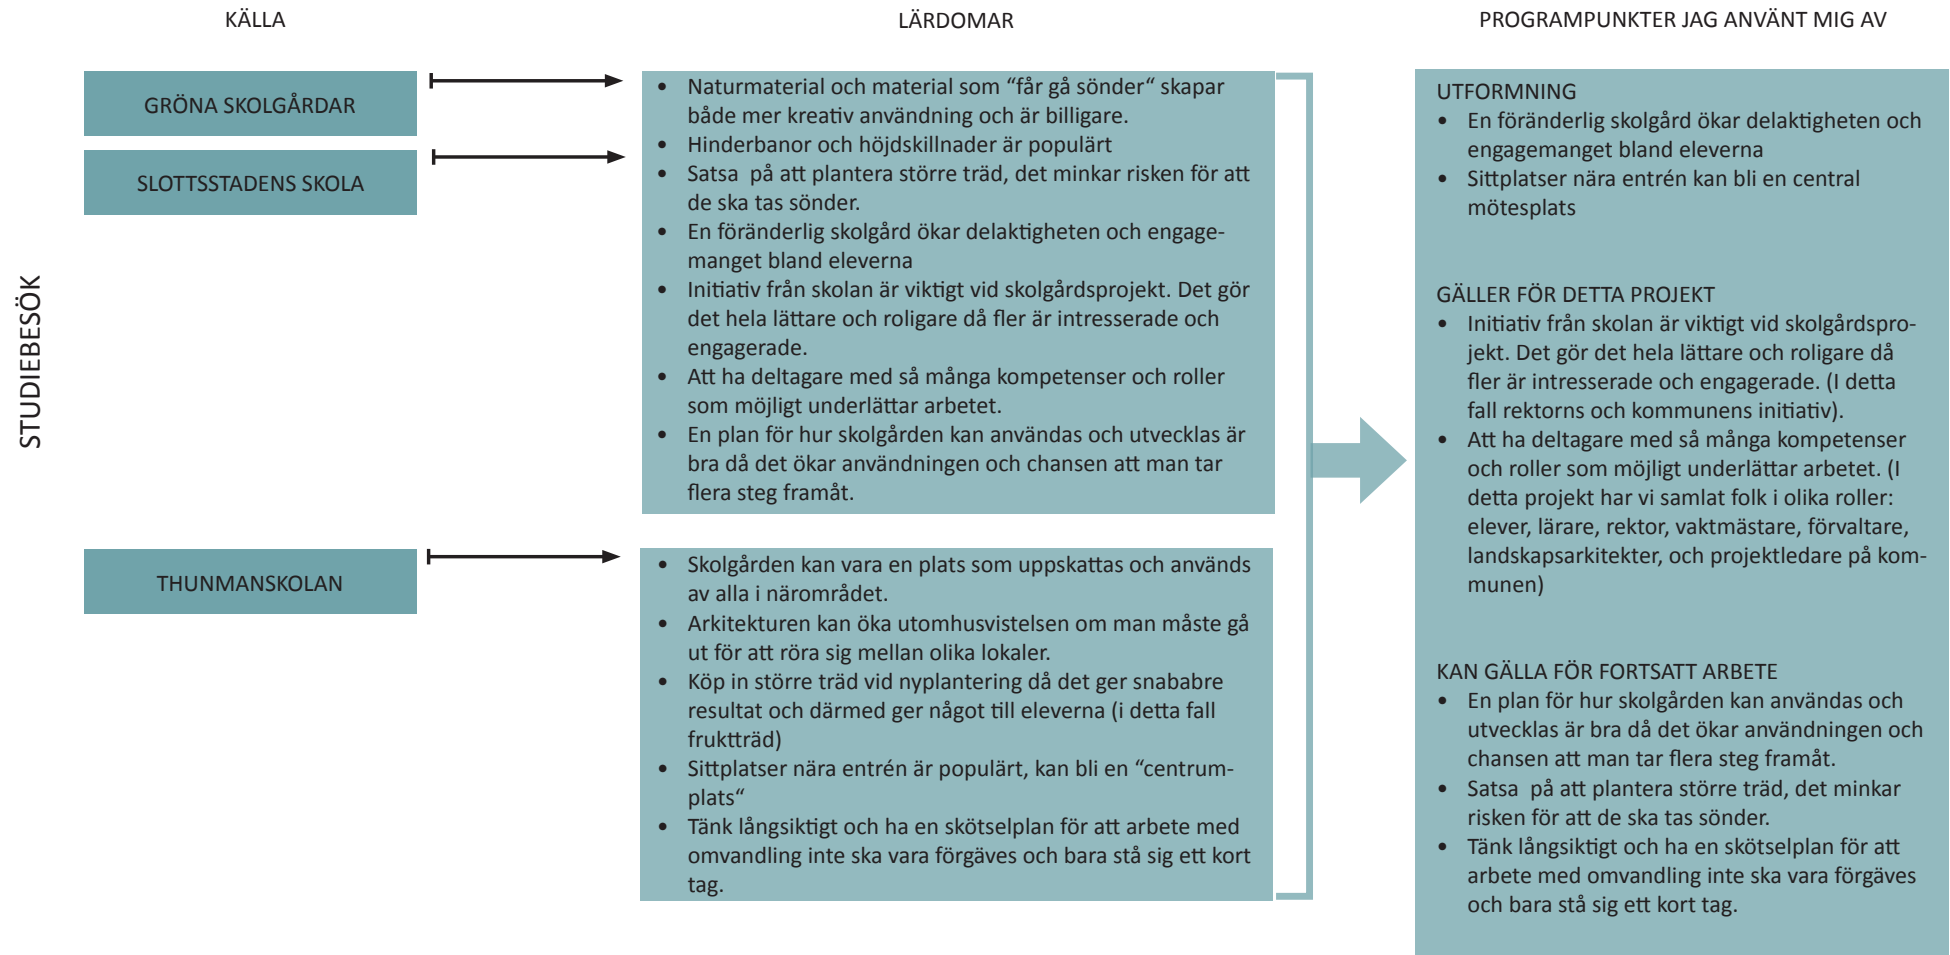 KÄLLA
LÄRDOMAR
PROGRAMPUNKTER JAG ANVÄNT MIG AV
STUDIEBESÖK
GRÖNA SKOLGÅRDAR
SLOTTSSTADENS SKOLA
• Naturmaterial och material som “får gå sönder“ skapar
både mer kreativ användning och är billigare.
• Hinderbanor och höjdskillnader är populärt
• Satsa  på att plantera större träd, det minkar risken för att
de ska tas sönder.
• En föränderlig skolgård ökar delaktigheten och engage-
manget bland eleverna
• Initiativ från skolan är viktigt vid skolgårdsprojekt. Det gör
det hela lättare och roligare då fler är intresserade och
engagerade.
• Att ha deltagare med så många kompetenser och roller
som möjligt underlättar arbetet.
• En plan för hur skolgården kan användas och utvecklas är
bra då det ökar användningen och chansen att man tar
flera steg framåt.
THUNMANSKOLAN
• Skolgården kan vara en plats som uppskattas och används
av alla i närområdet.
• Arkitekturen kan öka utomhusvistelsen om man måste gå
ut för att röra sig mellan olika lokaler.
• Köp in större träd vid nyplantering då det ger snababre
resultat och därmed ger något till eleverna (i detta fall
fruktträd)
• Sittplatser nära entrén är populärt, kan bli en “centrum-
plats“
• Tänk långsiktigt och ha en skötselplan för att arbete med
omvandling inte ska vara förgäves och bara stå sig ett kort
tag.
UTFORMNING
• En föränderlig skolgård ökar delaktigheten och
engagemanget bland eleverna
• Sittplatser nära entrén kan bli en central
mötesplats
GÄLLER FÖR DETTA PROJEKT
• Initiativ från skolan är viktigt vid skolgårdspro-
jekt. Det gör det hela lättare och roligare då
fler är intresserade och engagerade. (I detta
fall rektorns och kommunens initiativ).
• Att ha deltagare med så många kompetenser
och roller som möjligt underlättar arbetet. (I
detta projekt har vi samlat folk i olika roller:
elever, lärare, rektor, vaktmästare, förvaltare,
landskapsarkitekter, och projektledare på kom-
munen)
KAN GÄLLA FÖR FORTSATT ARBETE
• En plan för hur skolgården kan användas och
utvecklas är bra då det ökar användningen och
chansen att man tar flera steg framåt.
• Satsa  på att plantera större träd, det minkar
risken för att de ska tas sönder.
• Tänk långsiktigt och ha en skötselplan för att
arbete med omvandling inte ska vara förgäves
och bara stå sig ett kort tag.